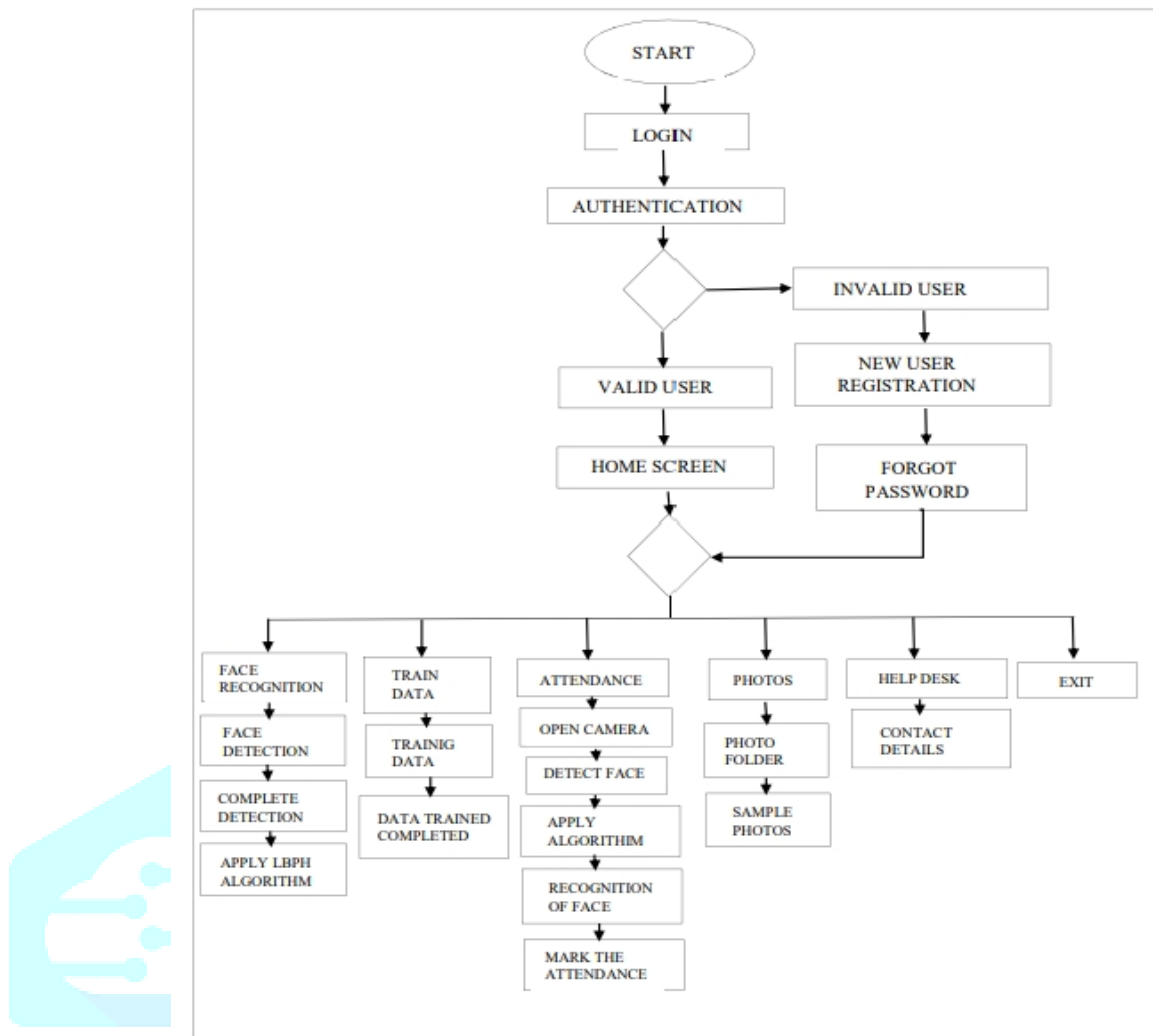 START
LOGIN
AUTHENTICATION
INVALID USER
NEW USER
REGISTRATION
VALID USER
HOME SCREEN
FORGOT
PASSWORD
FACE
RECOGNITION
FACE
DETECTION
COMPLETE
DETECTION
APPLY LBPH
ALGORITHM
TRAIN
DATA
TRAINIG
DATA
DATA TRAINED
COMPLETED
ATTENDANCE
OPEN CAMERA
DETECT FACE
APPLY
ALGORITHIM
RECOGNITION
OF FACE
MARK THE
ATTENDANCE
PHOTOS
PHOTO
FOLDER
SAMPLE
PHOTOS
HELP DESK
CONTACT
DETAILS
EXIT